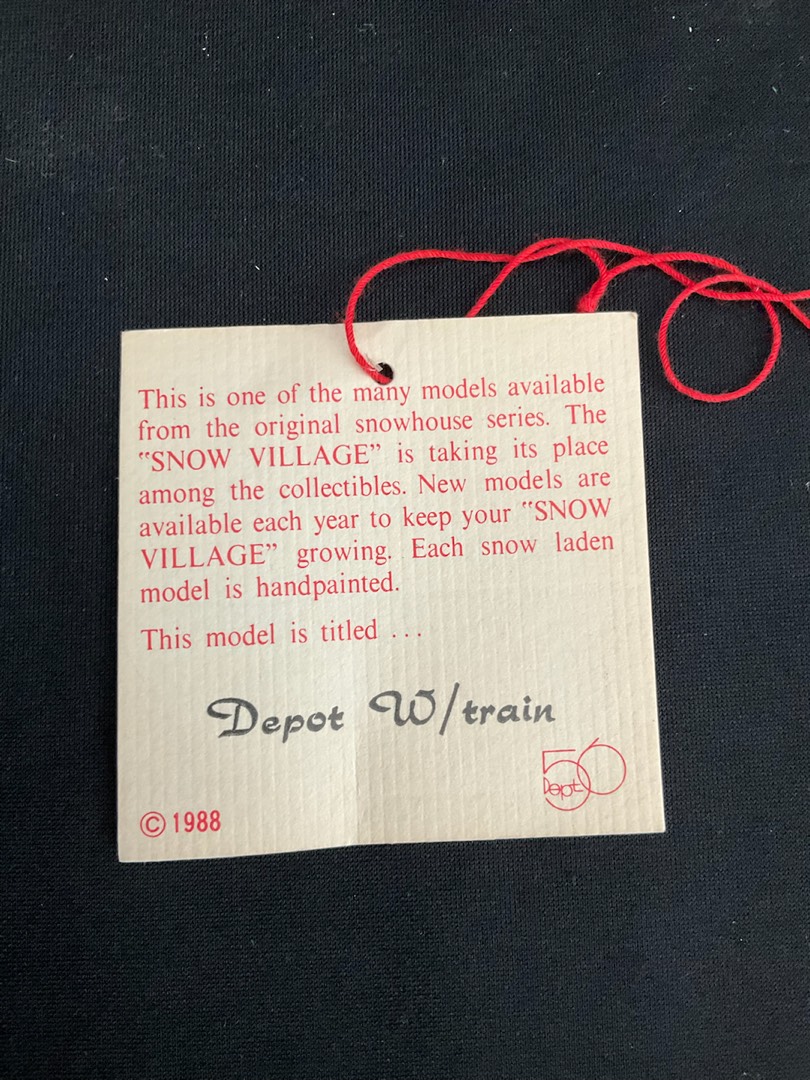 This is one of the many models available
from the original snowhouse series. The
"SNOW VILLAGE" is taking its place
among the collectibles. New models are
available each year to keep your "SNOW
VILLAGE" growing. Each snow laden
model is handpainted.
This model is titled ...
Depot W/train
Dept 56
© 1988